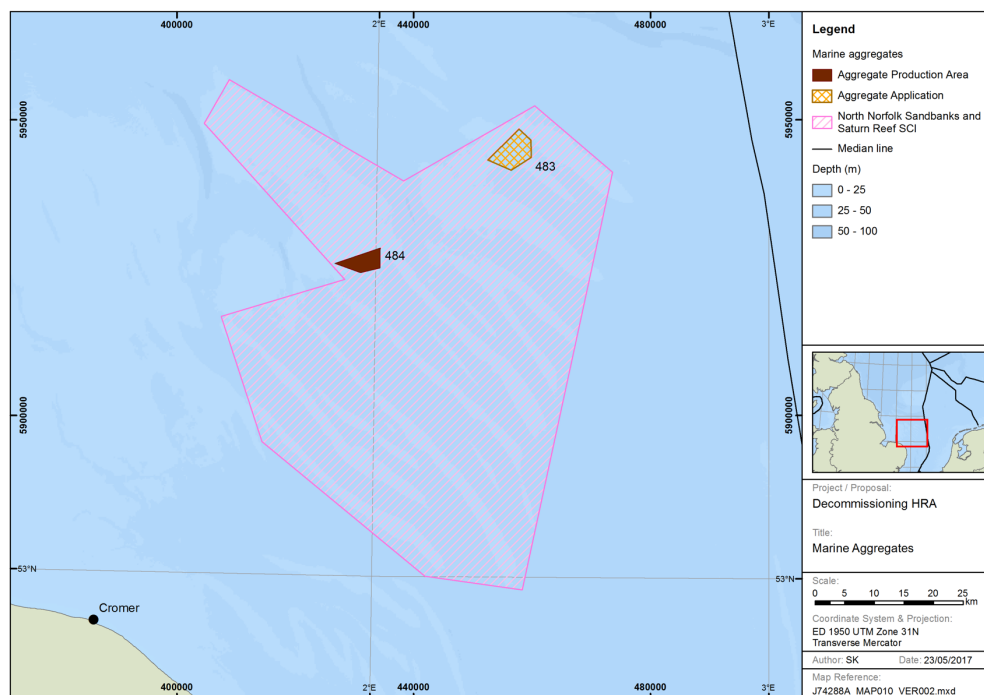 400000
2°E
440000
480000
3°E
5950000
5950000
483
484
5900000
5900000
53°N
53°N
Cromer
400000
2°E
440000
480000
3°E
Legend
Marine aggregates
Aggregate Production Area
Aggregate Application
North Norfolk Sandbanks and
Saturn Reef SCI
Median line
Depth (m)
0 - 25
25 - 50
50 - 100
Project / Proposal:
Decommissioning HRA
Title:
Marine Aggregates
Scale:
0 5 10 15 20 25
km
Coordinate System & Projection:
ED 1950 UTM Zone 31N
Transverse Mercator
Author: SK Date: 23/05/2017
Map Reference:
J74288A_MAP010_VER002.mxd